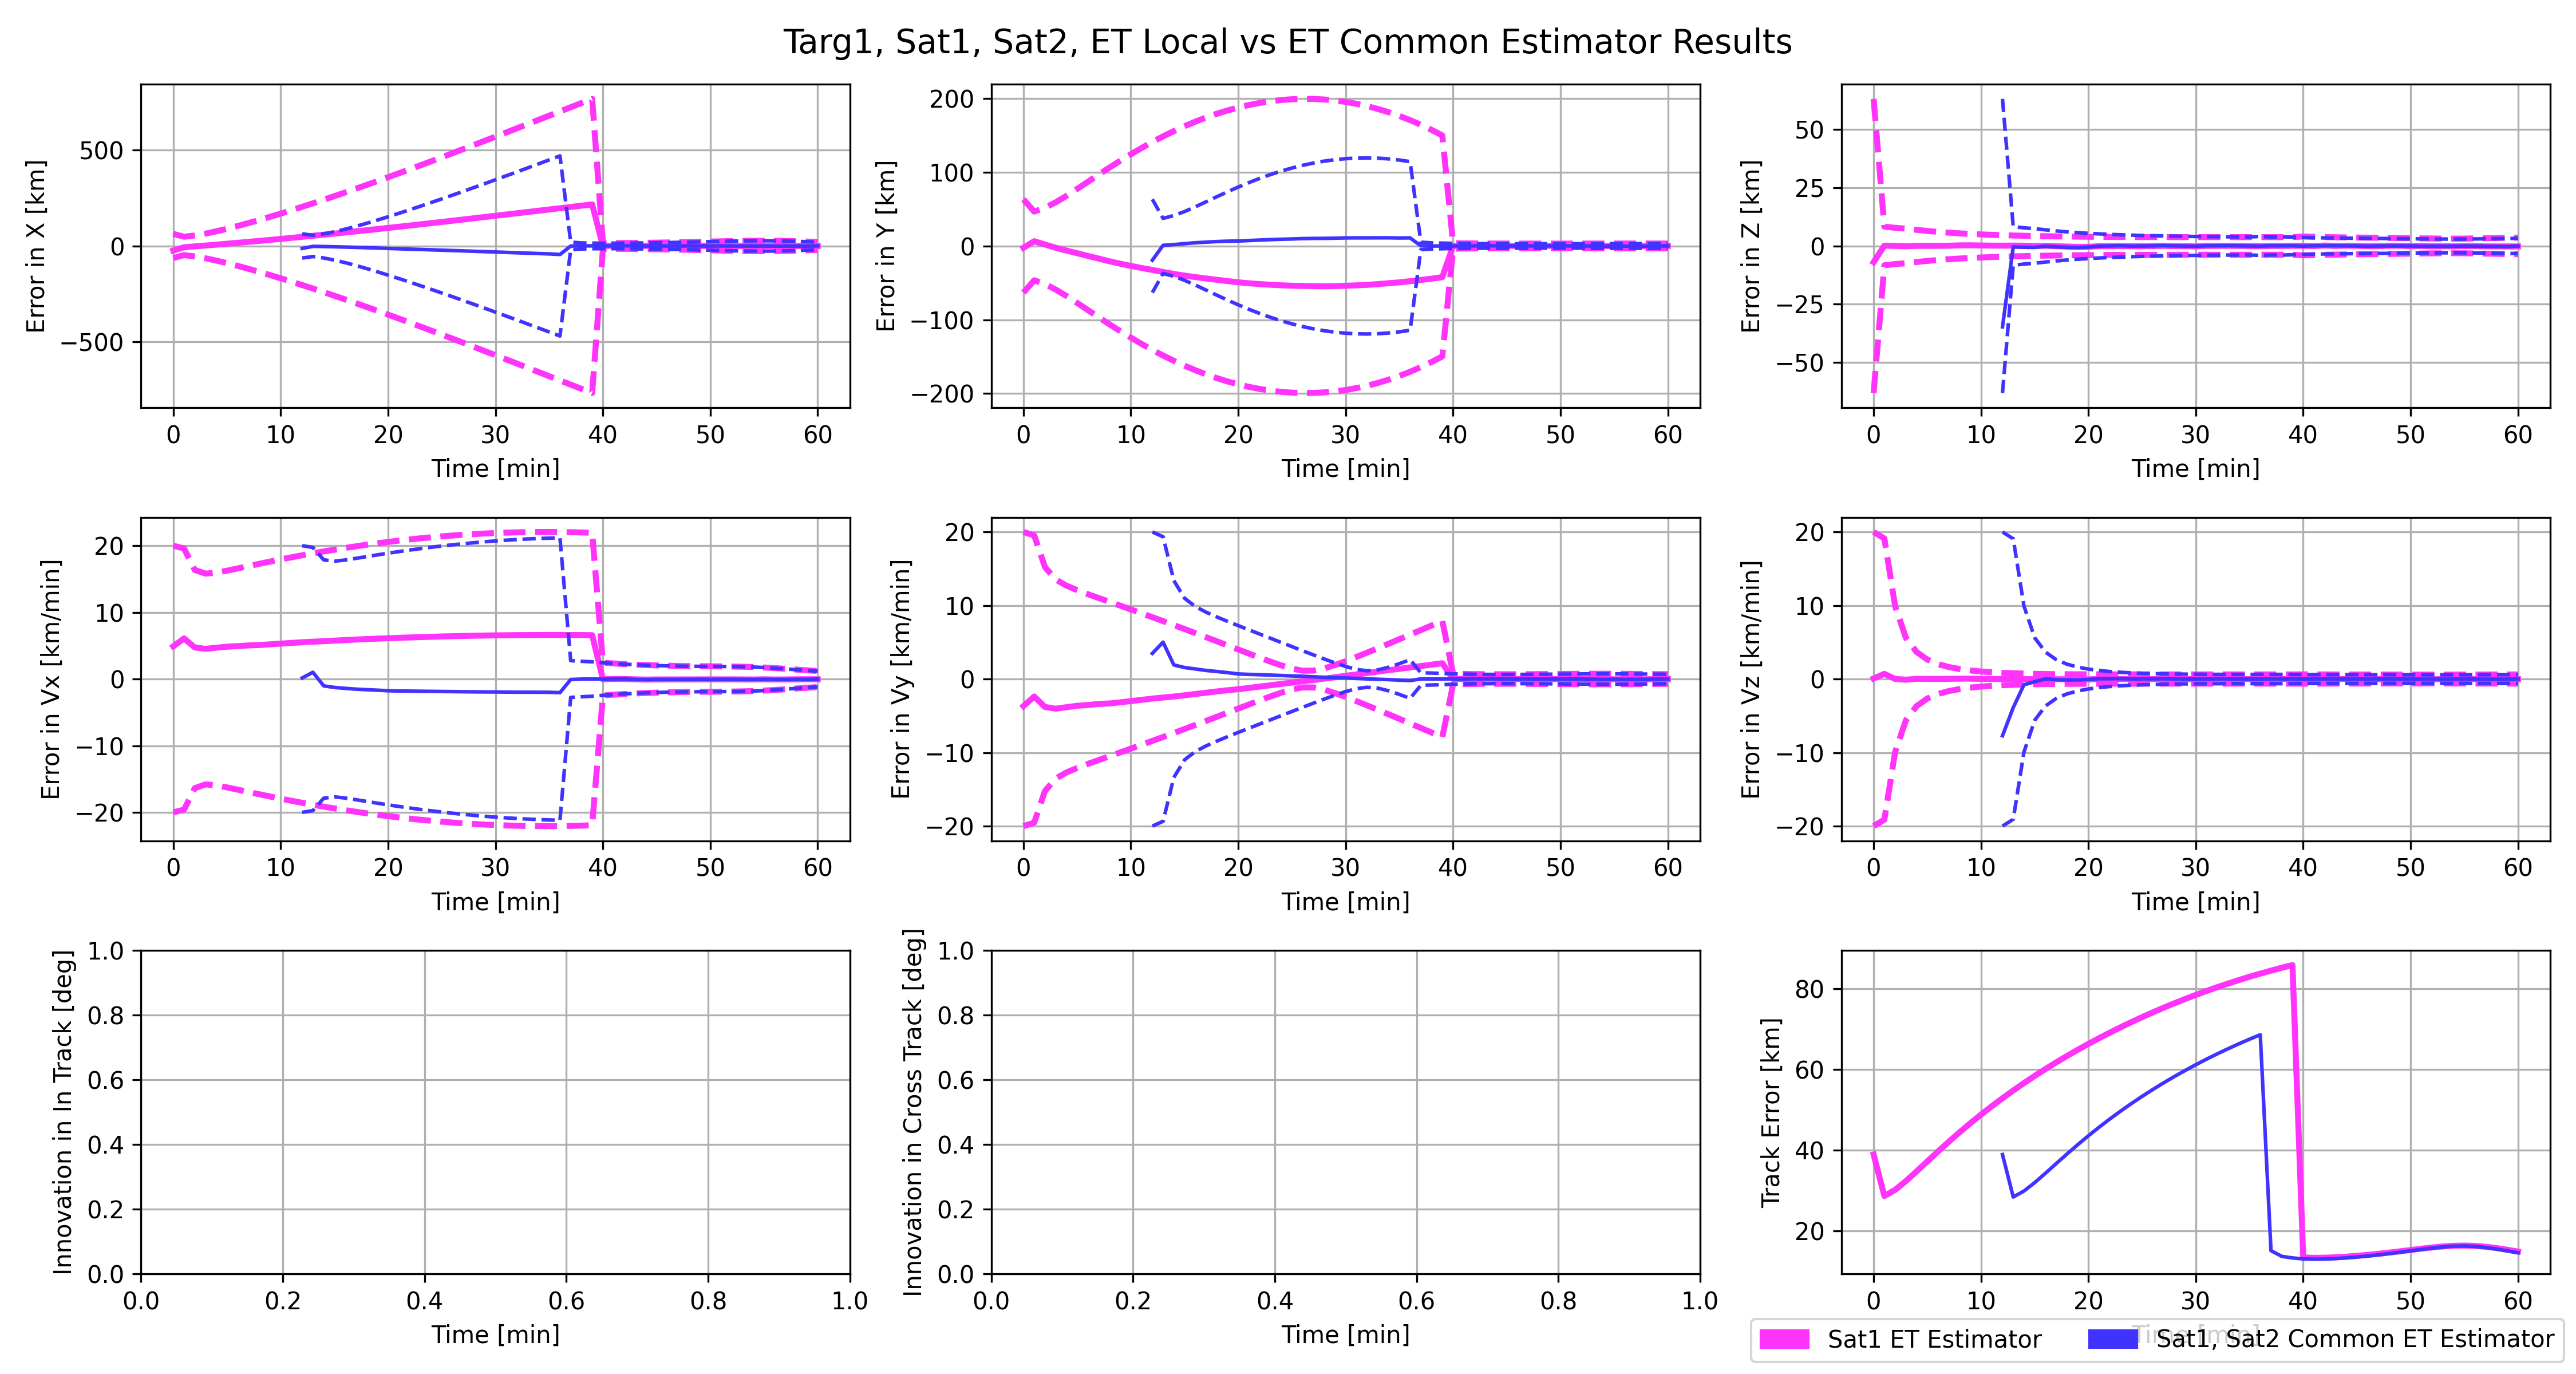 Targ1, Sat1, Sat2, ET Local vs ET Common Estimator Results
Error in X [km]
500
0
−500
0 10 20 30 40 50 60
Time [min]
Error in Y [km]
200
100
0
−100
−200
0 10 20 30 40 50 60
Time [min]
Error in Z [km]
50
25
0
−25
−50
0 10 20 30 40 50 60
Time [min]
Error in Vx [km/min]
20
10
0
−10
−20
0 10 20 30 40 50 60
Time [min]
Error in Vy [km/min]
20
10
0
−10
−20
0 10 20 30 40 50 60
Time [min]
Error in Vz [km/min]
20
10
0
−10
−20
0 10 20 30 40 50 60
Time [min]
Innovation in In Track [deg]
1.0
0.8
0.6
0.4
0.2
0.0
0.0 0.2 0.4 0.6 0.8 1.0
Time [min]
Innovation in Cross Track [deg]
1.0
0.8
0.6
0.4
0.2
0.0
0.0 0.2 0.4 0.6 0.8 1.0
Time [min]
Track Error [km]
80
60
40
20
0 10 20 30 40 50 60
Time [min]
Sat1 ET Estimator
Sat1, Sat2 Common ET Estimator